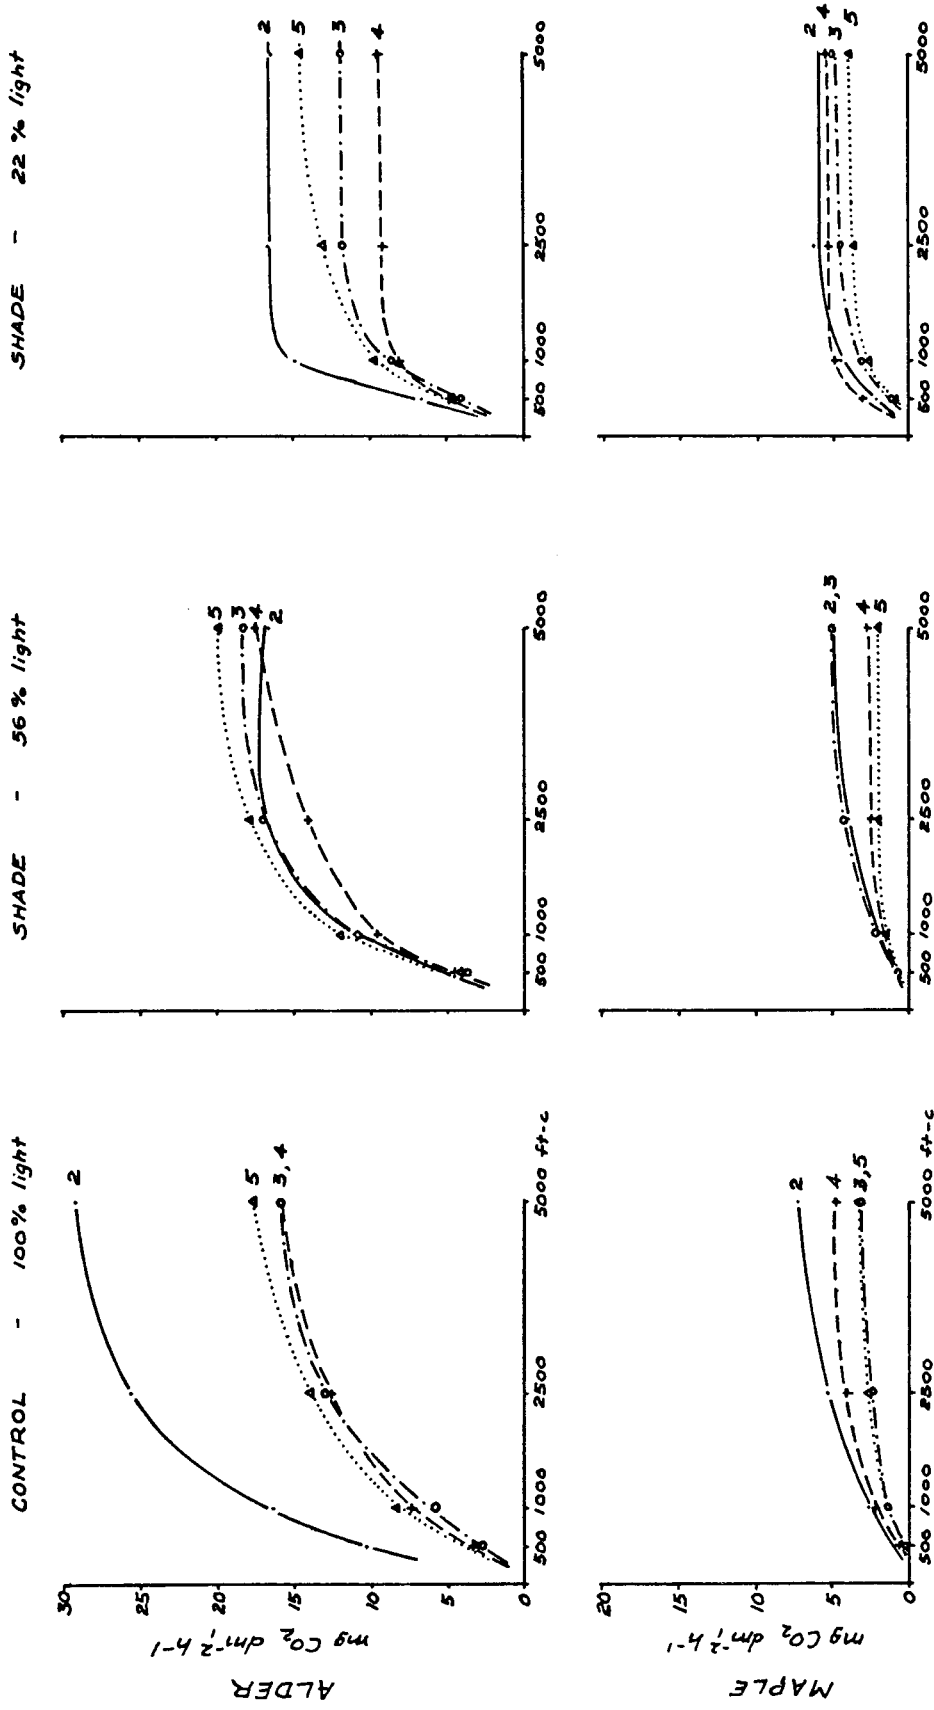 CONTROL - 100% light
SHADE - 56% light
SHADE - 22% light
ALDER
mg CO₂ dm⁻², h⁻¹
30
25
20
15
10
5
0
2
5
3, 4
500 1000 2500 5000 ft-c
5
3
4
2
500 1000 2500 5000
2
5
3
4
500 1000 2500 5000
MAPLE
mg CO₂ dm⁻², h⁻¹
20
15
10
5
0
2
4
3,5
500 1000 2500 5000
2,3
4
5
500 1000 2500 5000
2
4
3
5
500 1000 2500 5000